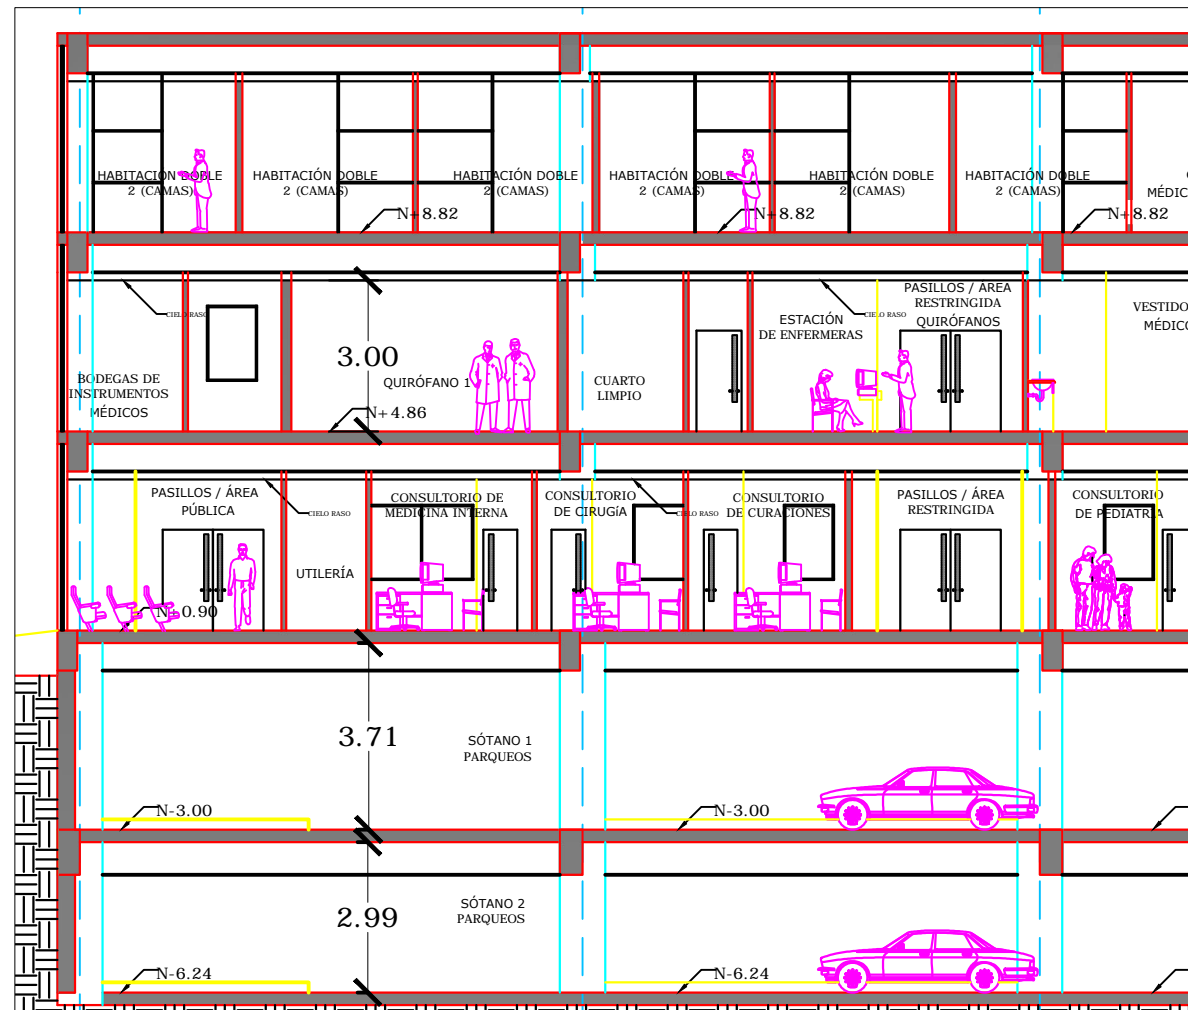 HABITACIÓN DOBLE
2 (CAMAS)
HABITACIÓN DOBLE
2 (CAMAS)
HABITACIÓN DOBLE
2 (CAMAS)
HABITACIÓN DOBLE
2 (CAMAS)
HABITACIÓN DOBLE
2 (CAMAS)
HABITACIÓN DOBLE
2 (CAMAS)
MÉDIC
N+8.82
N+8.82
N+8.82
CIELO RASO
CIELO RASO
PASILLOS / ÁREA
RESTRINGIDA
QUIRÓFANOS
VESTIDO
MÉDICO
ESTACIÓN
DE ENFERMERAS
3.00
BODEGAS DE
INSTRUMENTOS
MÉDICOS
QUIRÓFANO 1
CUARTO
LIMPIO
N+4.86
PASILLOS / ÁREA
PÚBLICA
CIELO RASO
CONSULTORIO DE
MEDICINA INTERNA
CONSULTORIO
DE CIRUGÍA
CIELO RASO
CONSULTORIO
DE CURACIONES
PASILLOS / ÁREA
RESTRINGIDA
CONSULTORIO
DE PEDIATRIA
UTILERÍA
N+0.90
3.71
SÓTANO 1
PARQUEOS
N-3.00
N-3.00
2.99
SÓTANO 2
PARQUEOS
N-6.24
N-6.24